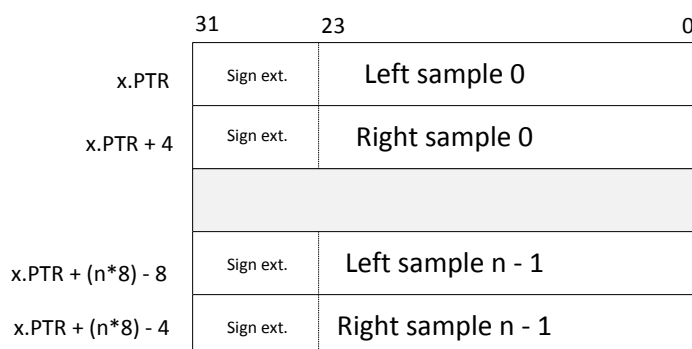 31 23 0
x.PTR Sign ext. Left sample 0
x.PTR + 4 Sign ext. Right sample 0
x.PTR + (n*8) - 8 Sign ext. Left sample n - 1
x.PTR + (n*8) - 4 Sign ext. Right sample n - 1